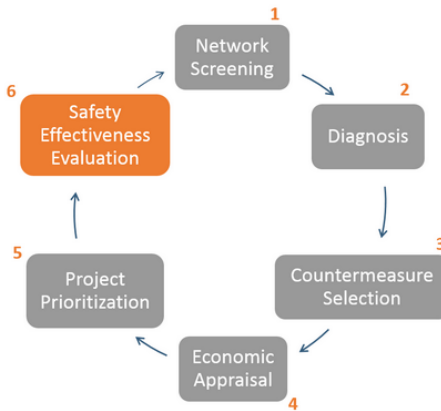 1
Network
Screening
2
Diagnosis
3
Countermeasure
Selection
4
Economic
Appraisal
5
Project
Prioritization
6
Safety
Effectiveness
Evaluation